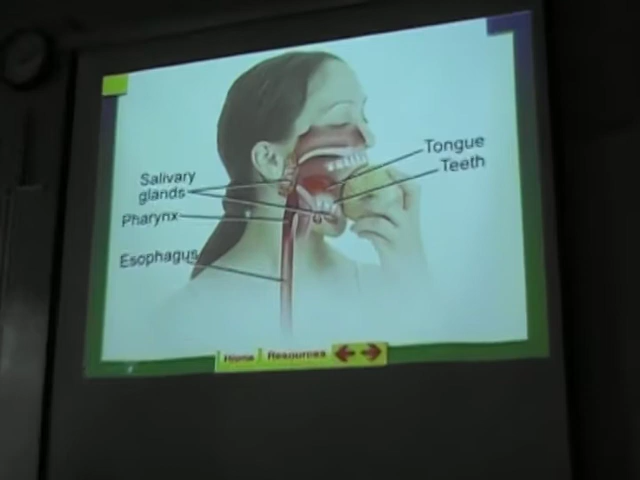 Tongue
Teeth
Salivary
glands
Pharynx
Esophagus
Home Resources